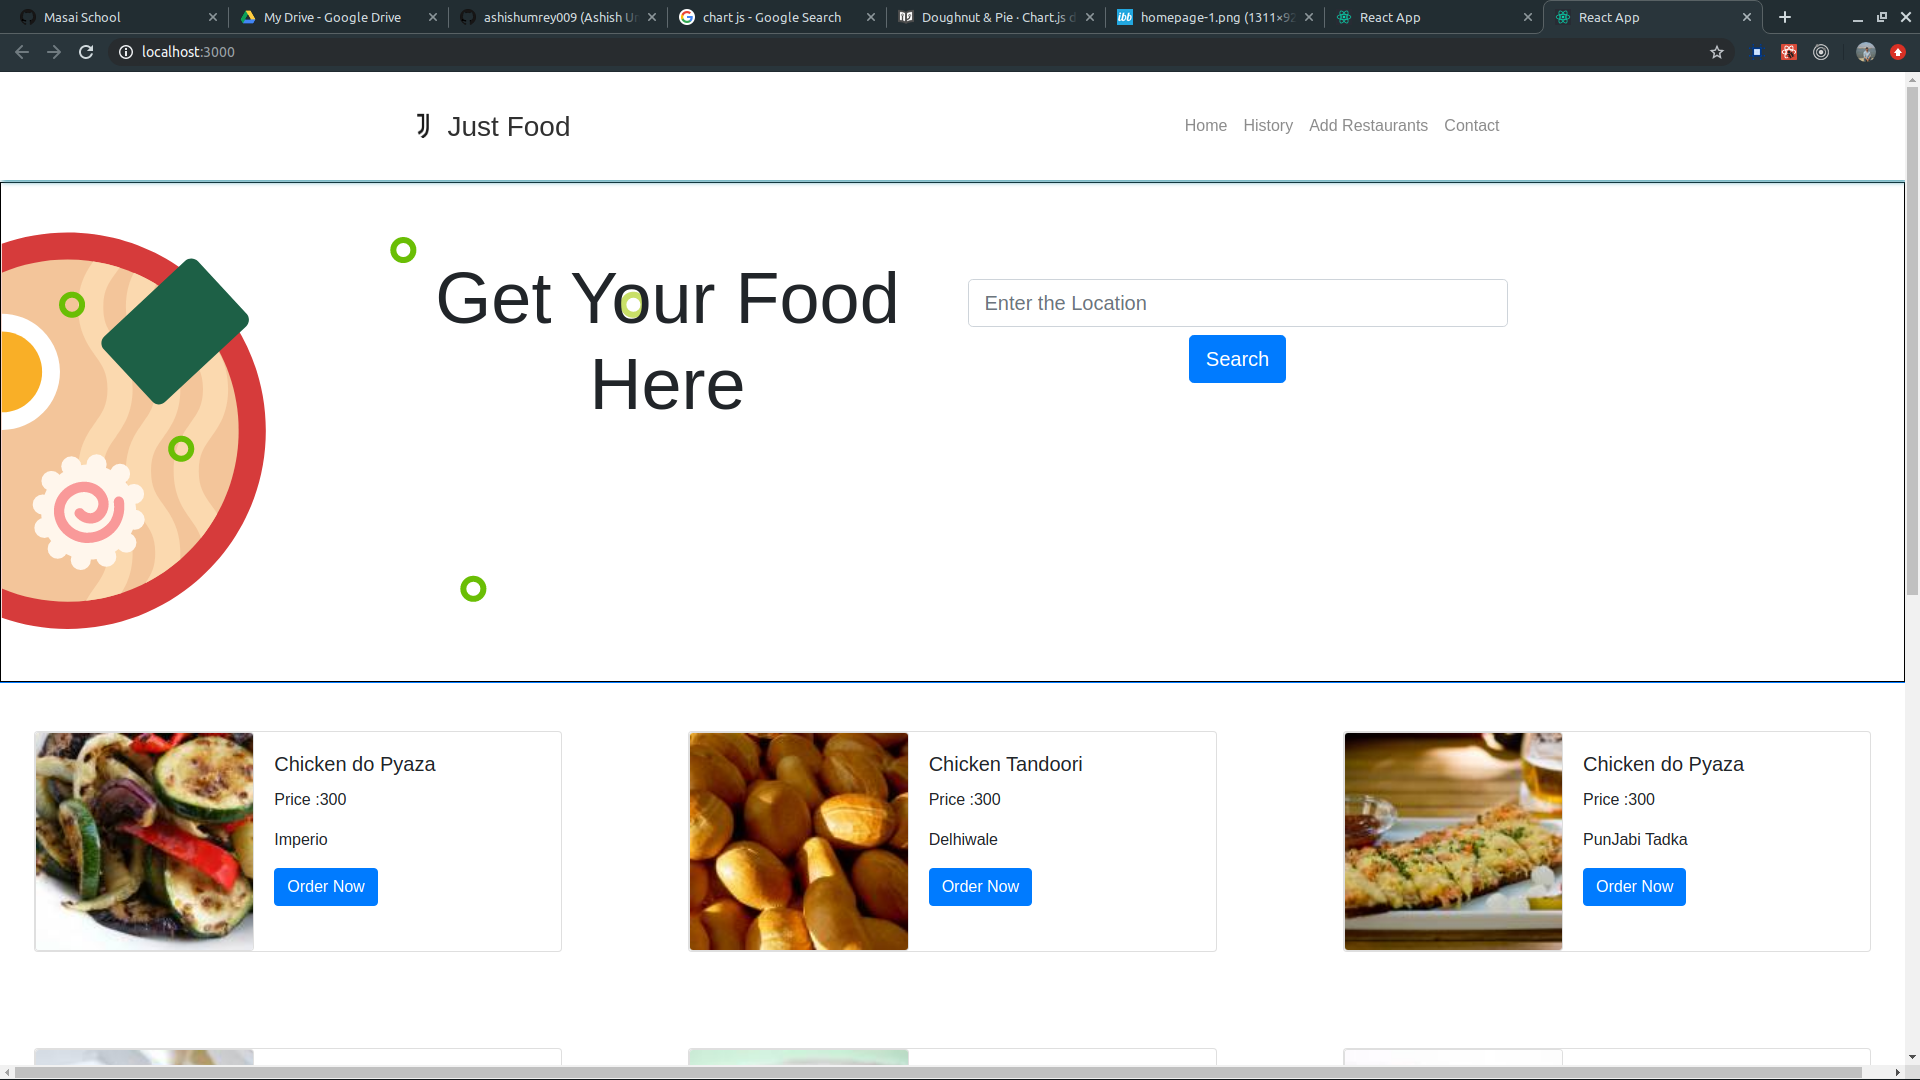 Masai School
My Drive - Google Drive
ashishumrey009 (Ashish Ur
chart js - Google Search
Doughnut & Pie · Chart.js d
homepage-1.png (1311×92
React App
React App
localhost:3000
Just Food
Home
History
Add Restaurants
Contact
Get Your Food
Here
Enter the Location
Search
Chicken do Pyaza
Price :300
Imperio
Order Now
Chicken Tandoori
Price :300
Delhiwale
Order Now
Chicken do Pyaza
Price :300
PunJabi Tadka
Order Now